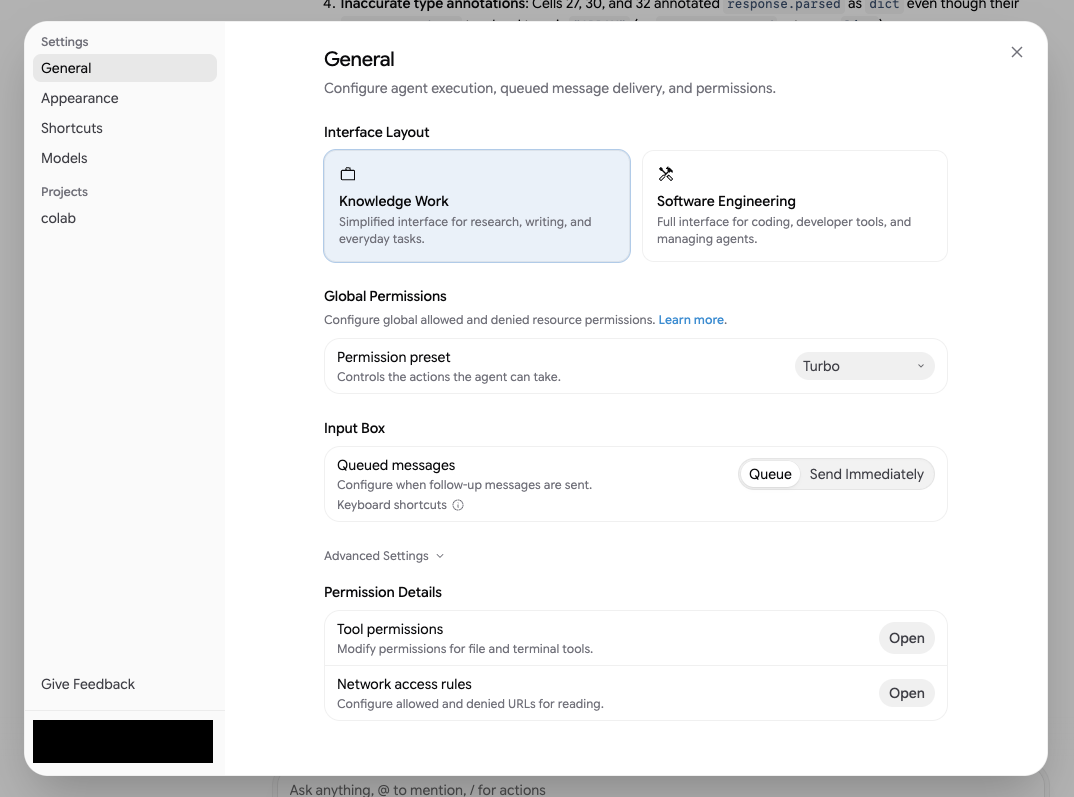 4. Inaccurate type annotations: Cells 27, 30, and 32 annotated response.parsed as dict even though their
Settings
General
Appearance
Shortcuts
Models
Projects
colab
Give Feedback
General
Configure agent execution, queued message delivery, and permissions.
Interface Layout
Knowledge Work
Simplified interface for research, writing, and
everyday tasks.
Software Engineering
Full interface for coding, developer tools, and
managing agents.
Global Permissions
Configure global allowed and denied resource permissions. Learn more.
Permission preset
Controls the actions the agent can take.
Turbo
Input Box
Queued messages
Configure when follow-up messages are sent.
Keyboard shortcuts
Queue Send Immediately
Advanced Settings
Permission Details
Tool permissions
Modify permissions for file and terminal tools.
Open
Network access rules
Configure allowed and denied URLs for reading.
Open
Ask anything, @ to mention, / for actions